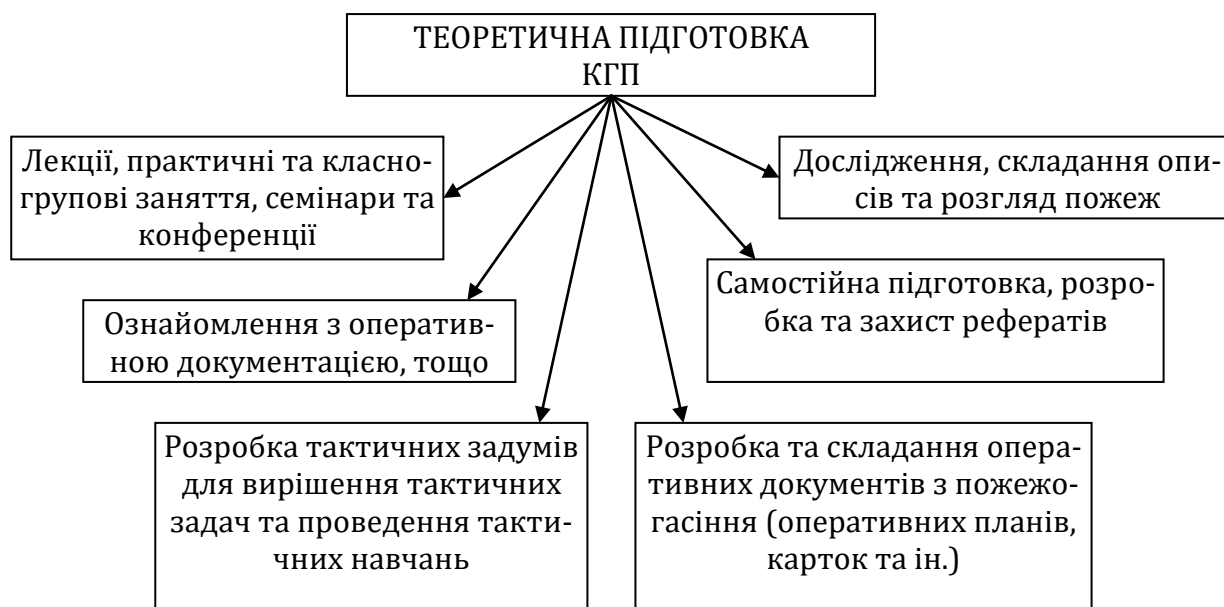 ТЕОРЕТИЧНА ПІДГОТОВКА
КГП
Лекції, практичні та класно-
групові заняття, семінари та
конференції
Дослідження, складання опи-
сів та розгляд пожеж
Ознайомлення з оператив-
ною документацією, тощо
Самостійна підготовка, розро-
бка та захист рефератів
Розробка тактичних задумів
для вирішення тактичних
задач та проведення такти-
чних навчань
Розробка та складання опера-
тивних документів з пожежо-
гасіння (оперативних планів,
карток та ін.)